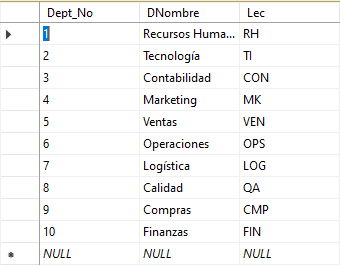 Dept_No DNombre Lec
1 Recursos Huma... RH
2 Tecnología TI
3 Contabilidad CON
4 Marketing MK
5 Ventas VEN
6 Operaciones OPS
7 Logística LOG
8 Calidad QA
9 Compras CMP
10 Finanzas FIN
NULL NULL NULL